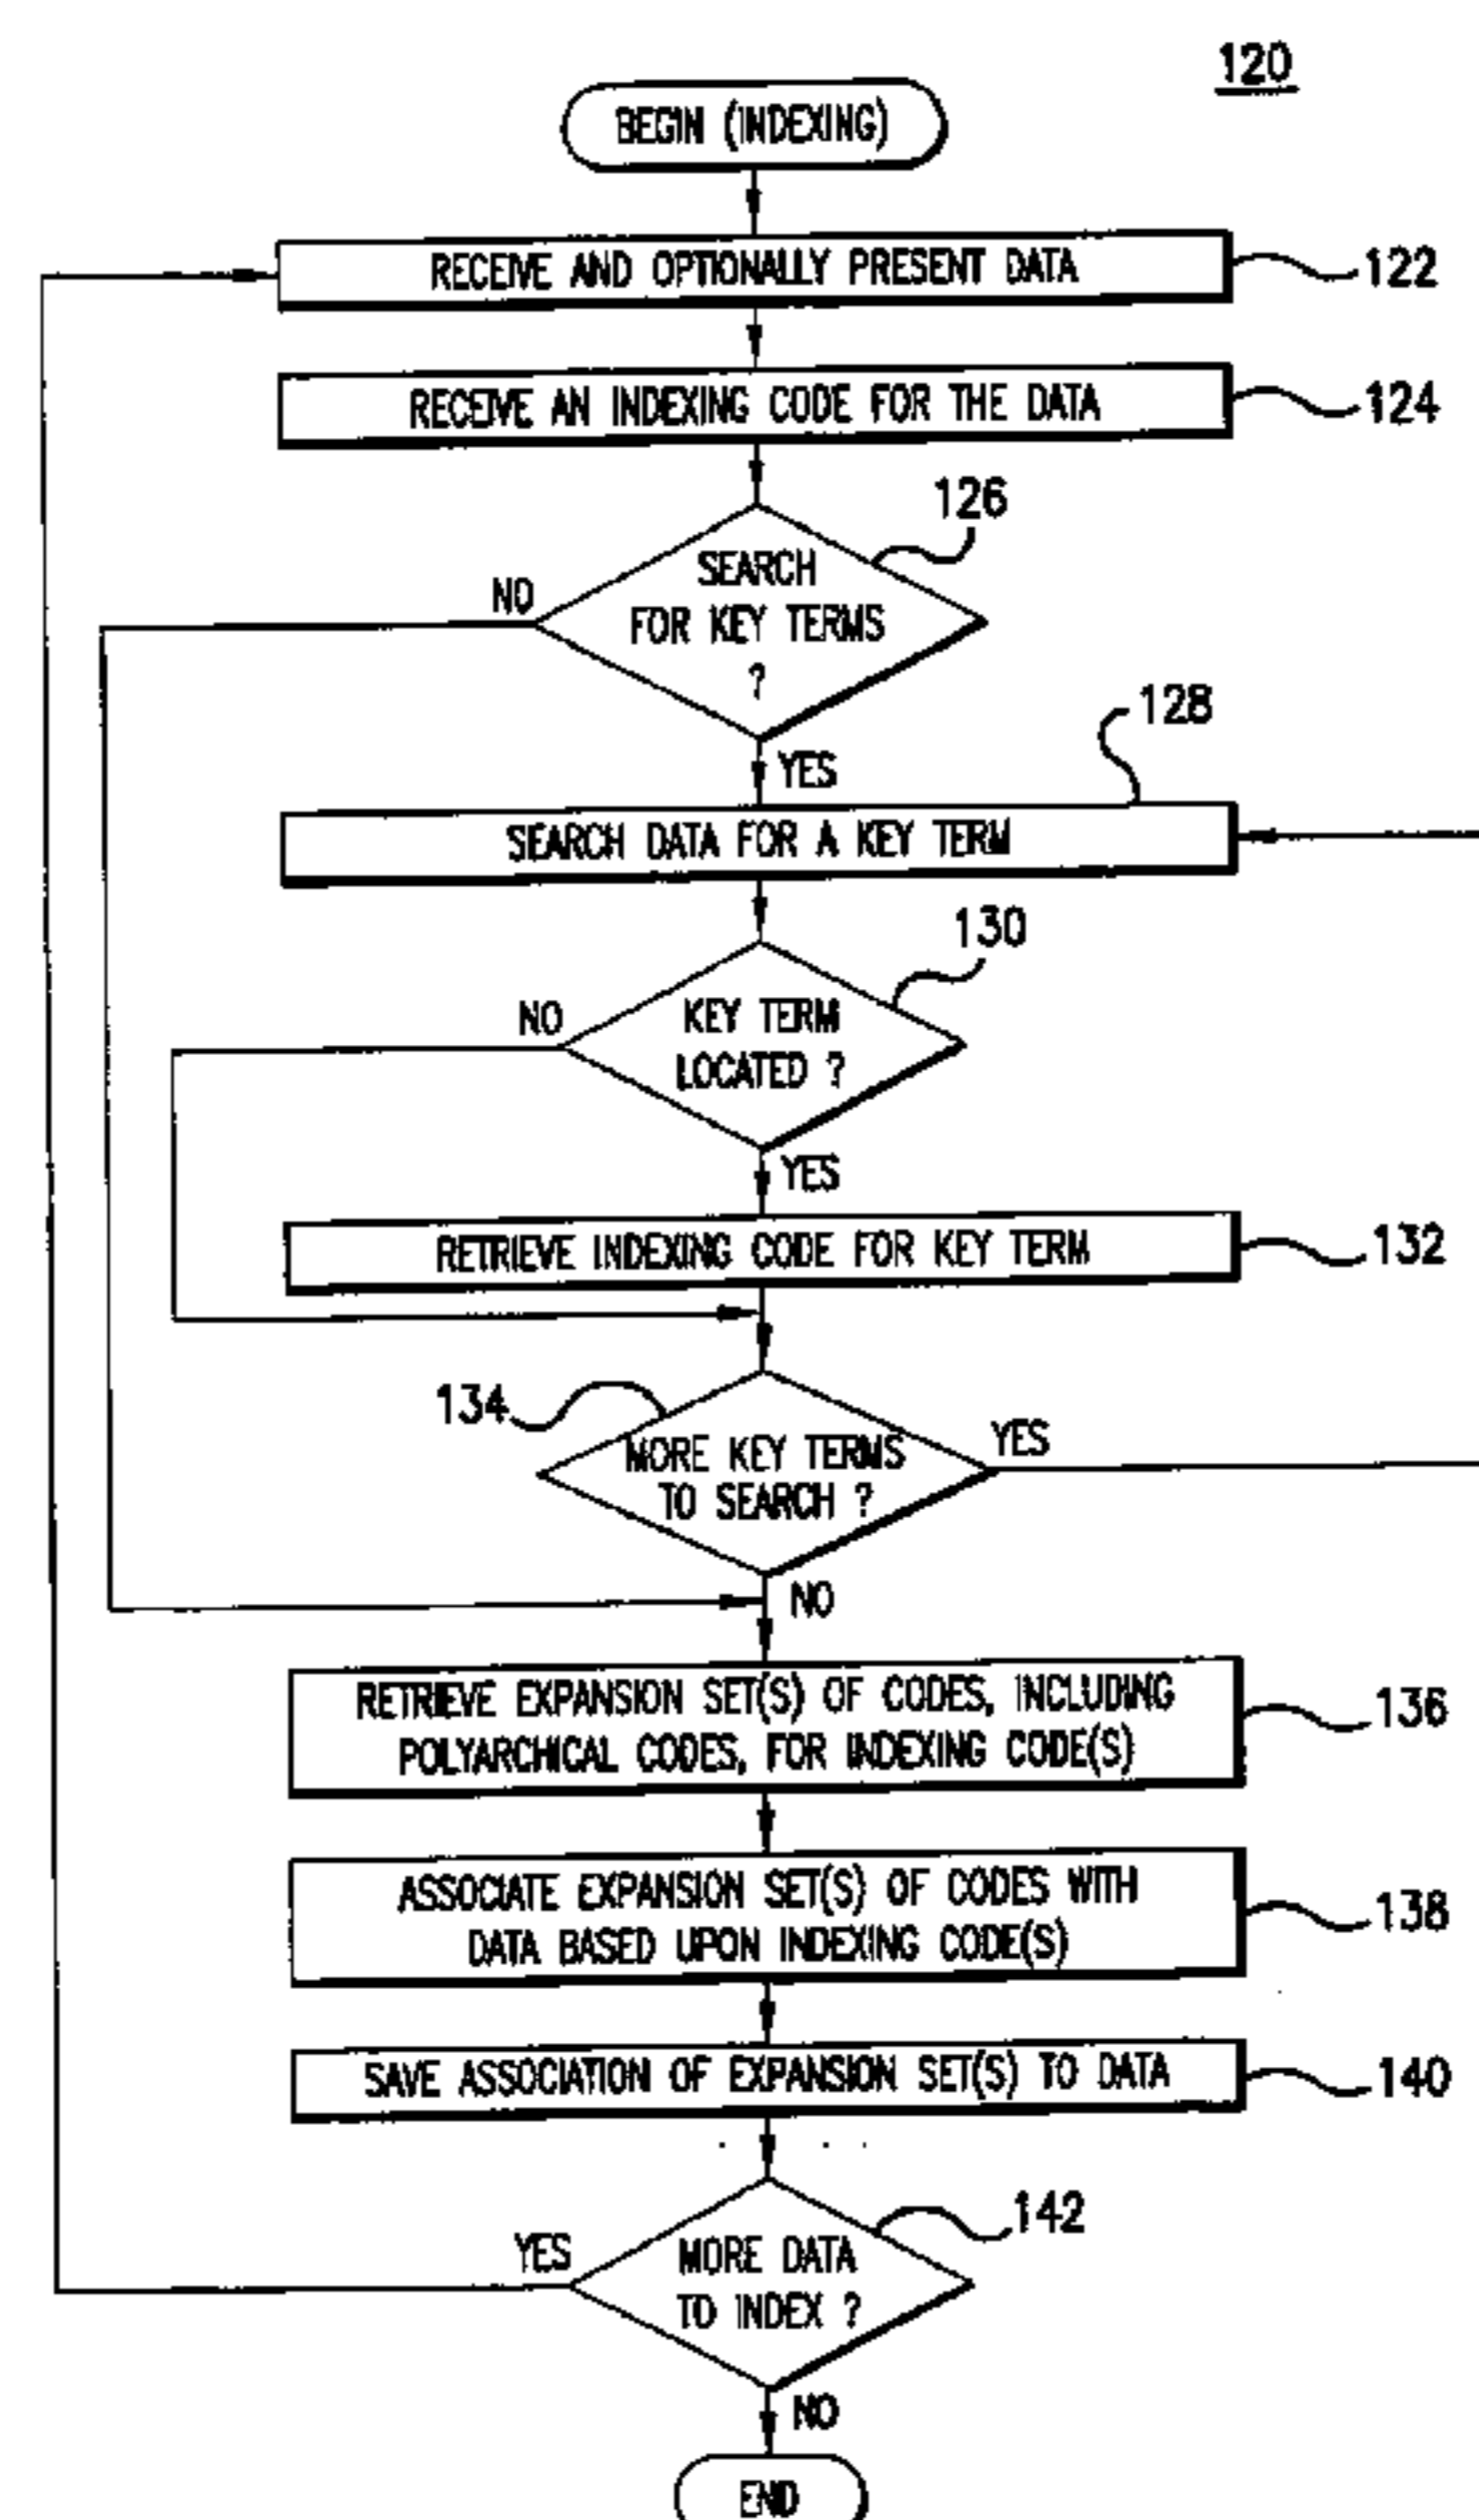 120
BEGIN (INDEXING)
RECEIVE AND OPTIONALLY PRESENT DATA
122
RECEIVE AN INDEXING CODE FOR THE DATA
124
126
SEARCH
FOR KEY TERMS
?
NO
YES
128
SEARCH DATA FOR A KEY TERM
130
KEY TERM
LOCATED ?
NO
YES
RETRIEVE INDEXING CODE FOR KEY TERM
132
134
MORE KEY TERMS
TO SEARCH ?
YES
NO
RETRIEVE EXPANSION SET(S) OF CODES, INCLUDING
POLYARCHICAL CODES, FOR INDEXING CODE(S)
136
ASSOCIATE EXPANSION SET(S) OF CODES WITH
DATA BASED UPON INDEXING CODE(S)
138
SAVE ASSOCIATION OF EXPANSION SET(S) TO DATA
140
142
MORE DATA
TO INDEX ?
YES
NO
END